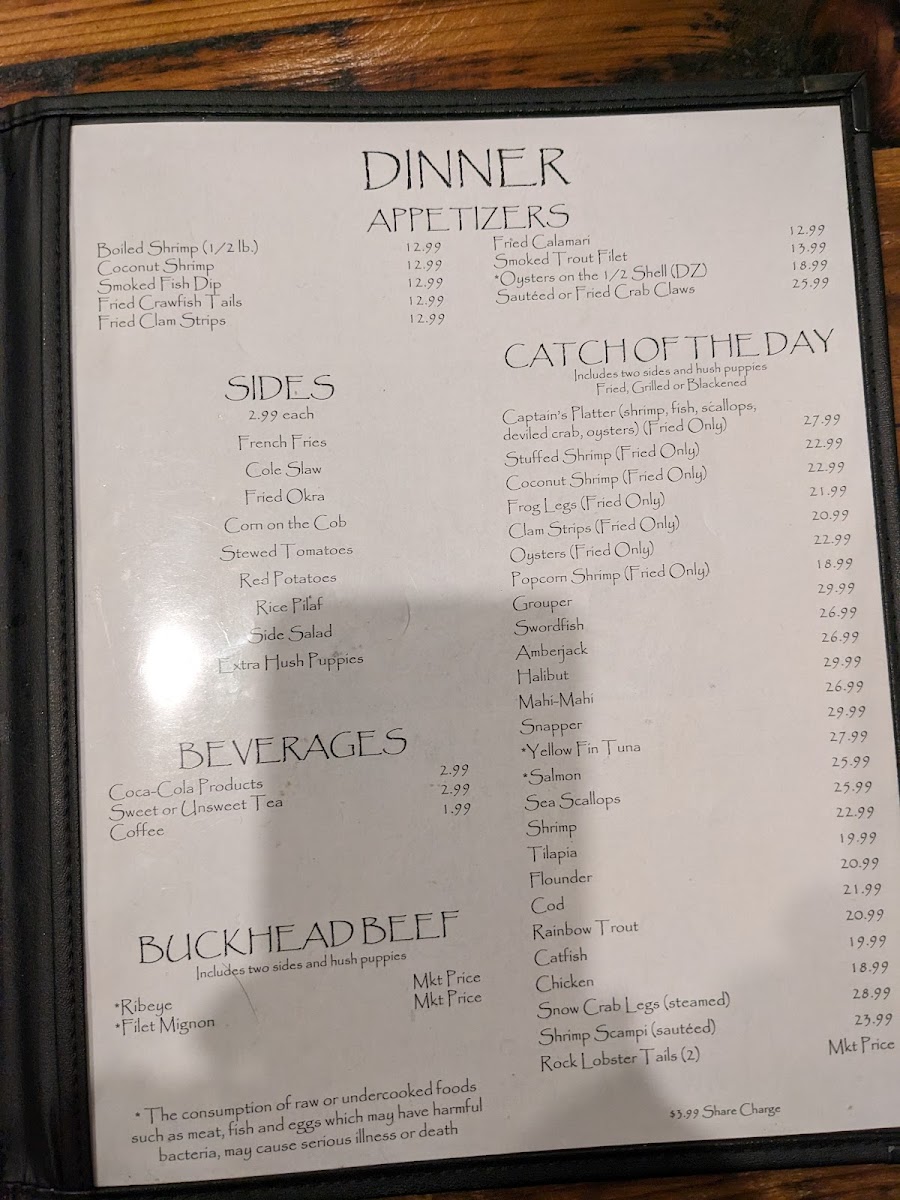 DINNER
APPETIZERS
Boiled Shrimp (1/2 lb.) 12.99
Coconut Shrimp 12.99
Smoked Fish Dip 12.99
Fried Crawfish Tails 12.99
Fried Clam Strips 12.99
Fried Calamari 12.99
Smoked Trout Filet 13.99
*Oysters on the 1/2 Shell (DZ) 18.99
Sautéed or Fried Crab Claws 25.99
SIDES
2.99 each
French Fries
Cole Slaw
Fried Okra
Corn on the Cob
Stewed Tomatoes
Red Potatoes
Rice Pilaf
Side Salad
Extra Hush Puppies
BEVERAGES
Coca-Cola Products 2.99
Sweet or Unsweet Tea 2.99
Coffee 1.99
BUCKHEAD BEEF
Includes two sides and hush puppies
*Ribeye Mkt Price
*Filet Mignon Mkt Price
* The consumption of raw or undercooked foods
such as meat, fish and eggs which may have harmful
bacteria, may cause serious illness or death
CATCH OF THE DAY
Includes two sides and hush puppies
Fried, Grilled or Blackened
Captain's Platter (shrimp, fish, scallops,
deviled crab, oysters) (Fried Only) 27.99
Stuffed Shrimp (Fried Only) 22.99
Coconut Shrimp (Fried Only) 22.99
Frog Legs (Fried Only) 21.99
Clam Strips (Fried Only) 20.99
Oysters (Fried Only) 22.99
Popcorn Shrimp (Fried Only) 18.99
Grouper 29.99
Swordfish 26.99
Amberjack 26.99
Halibut 29.99
Mahi-Mahi 26.99
Snapper 29.99
*Yellow Fin Tuna 27.99
*Salmon 25.99
Sea Scallops 25.99
Shrimp 22.99
Tilapia 19.99
Flounder 20.99
Cod 21.99
Rainbow Trout 20.99
Catfish 19.99
Chicken 18.99
Snow Crab Legs (steamed) 28.99
Shrimp Scampi (sautéed) 23.99
Rock Lobster Tails (2) Mkt Price
$3.99 Share Charge